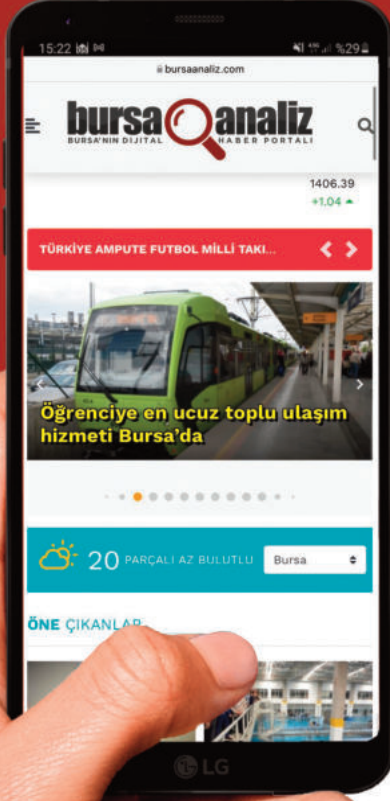 15:22
%29
bursaanaliz.com
bursa analiz
BURSA'NIN DİJİTAL HABER PORTALI
1406.39
+1.04
TÜRKİYE AMPUTE FUTBOL MİLLİ TAKI...
Öğrenciye en ucuz toplu ulaşım
hizmeti Bursa'da
20 PARÇALI AZ BULUTLU Bursa
ÖNE ÇIKANLAR
LG